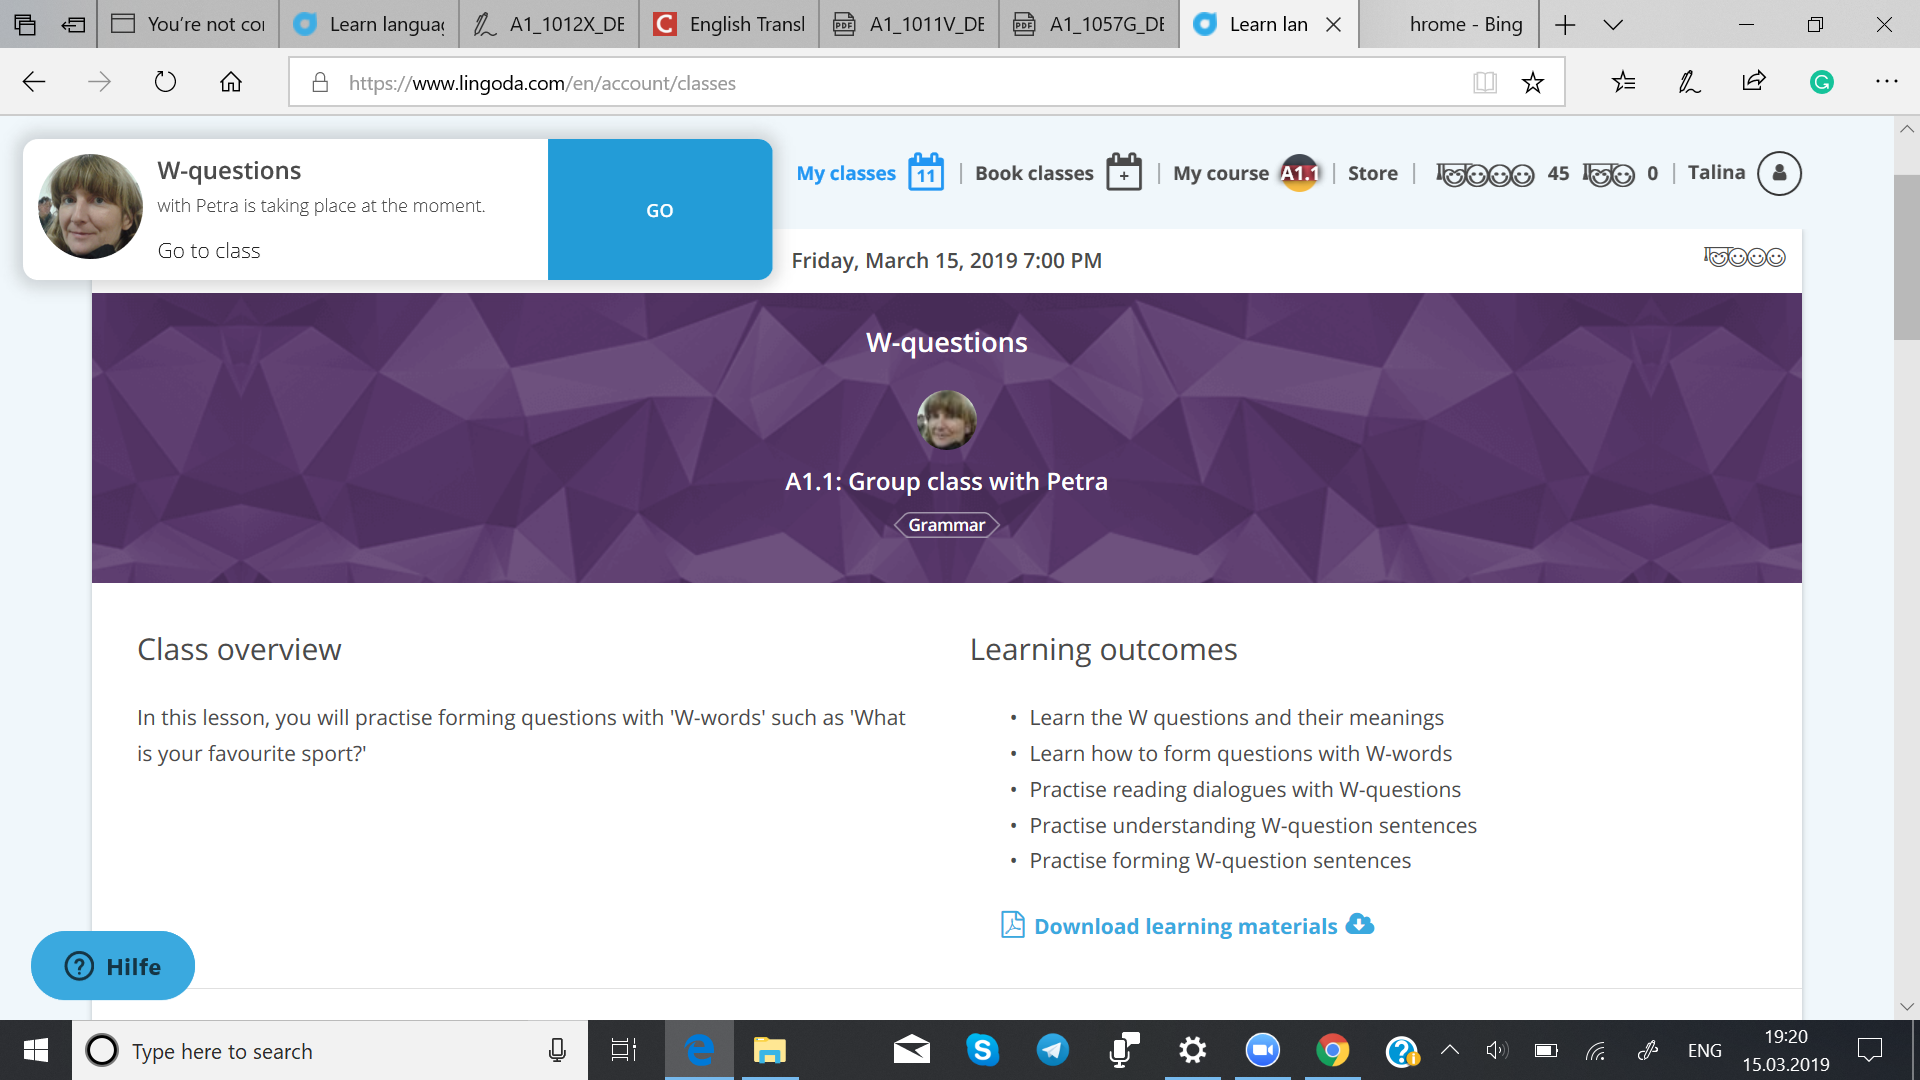 You're not co
Learn languag
A1_1012X_DE
English Transl
A1_1011V_DE
A1_1057G_DE
Learn lan
hrome - Bing
https://www.lingoda.com/en/account/classes
W-questions
with Petra is taking place at the moment.
Go to class
GO
My classes 11 | Book classes | My course A1.1 | Store | 45 0 | Talina
Friday, March 15, 2019 7:00 PM
W-questions
A1.1: Group class with Petra
Grammar
Class overview
In this lesson, you will practise forming questions with 'W-words' such as 'What
is your favourite sport?'
Learning outcomes
• Learn the W questions and their meanings
• Learn how to form questions with W-words
• Practise reading dialogues with W-questions
• Practise understanding W-question sentences
• Practise forming W-question sentences
Download learning materials
Hilfe
Type here to search
ENG
19:20
15.03.2019